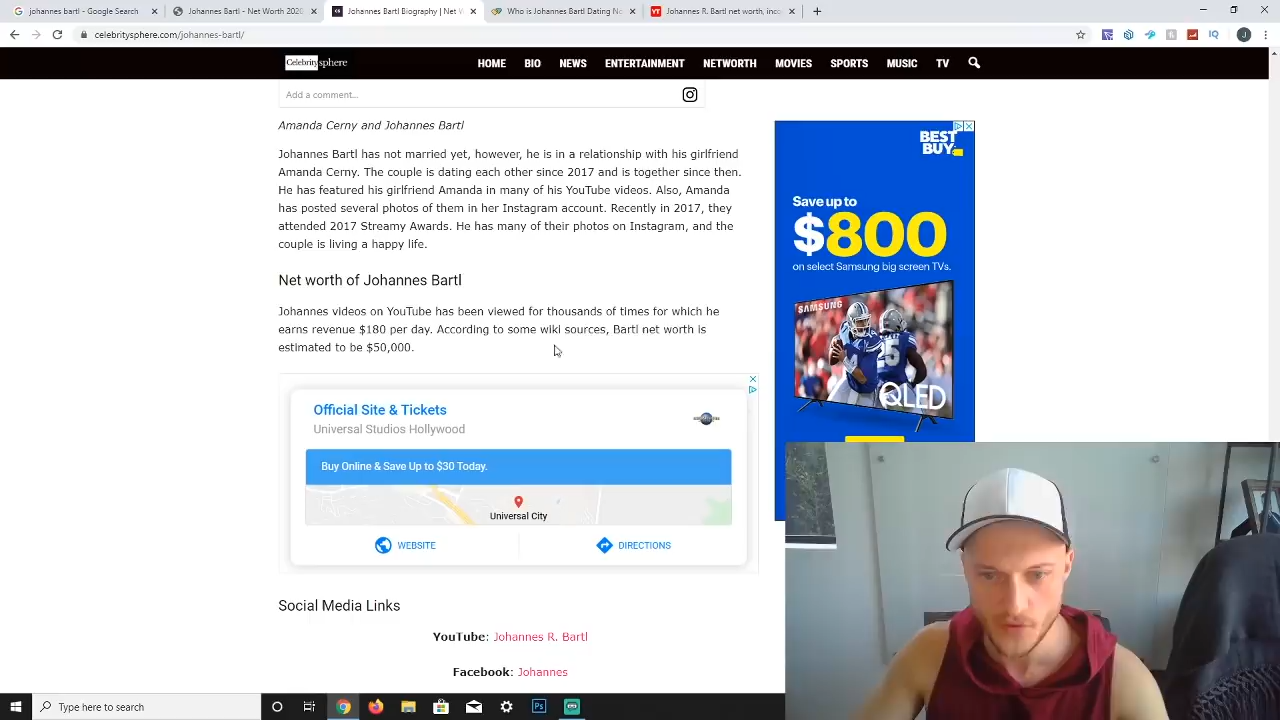 johannes bartl - Google Search
Johannes Bartl - Net Worth 2020
Johannes Bartl Biography | Net W
Who is Johannes Bartl Dating No
Johannes R. Bartl net worth, inco
celebritysphere.com/johannes-bartl/
Celebritysphere
HOME BIO NEWS ENTERTAINMENT NETWORTH MOVIES SPORTS MUSIC TV
Add a comment...
Amanda Cerny and Johannes Bartl
Johannes Bartl has not married yet, however, he is in a relationship with his girlfriend
Amanda Cerny. The couple is dating each other since 2017 and is together since then.
He has featured his girlfriend Amanda in many of his YouTube videos. Also, Amanda
has posted several photos of them in her Instagram account. Recently in 2017, they
attended 2017 Streamy Awards. He has many of their photos on Instagram, and the
couple is living a happy life.
Net worth of Johannes Bartl
Johannes videos on YouTube has been viewed for thousands of times for which he
earns revenue $180 per day. According to some wiki sources, Bartl net worth is
estimated to be $50,000.
Official Site & Tickets
Universal Studios Hollywood
Buy Online & Save Up to $30 Today.
Universal City
WEBSITE DIRECTIONS
Social Media Links
YouTube: Johannes R. Bartl
Facebook: Johannes
BEST
BUY
Save up to
$800
on select Samsung big screen TVs.
SAMSUNG
QLED
Type here to search